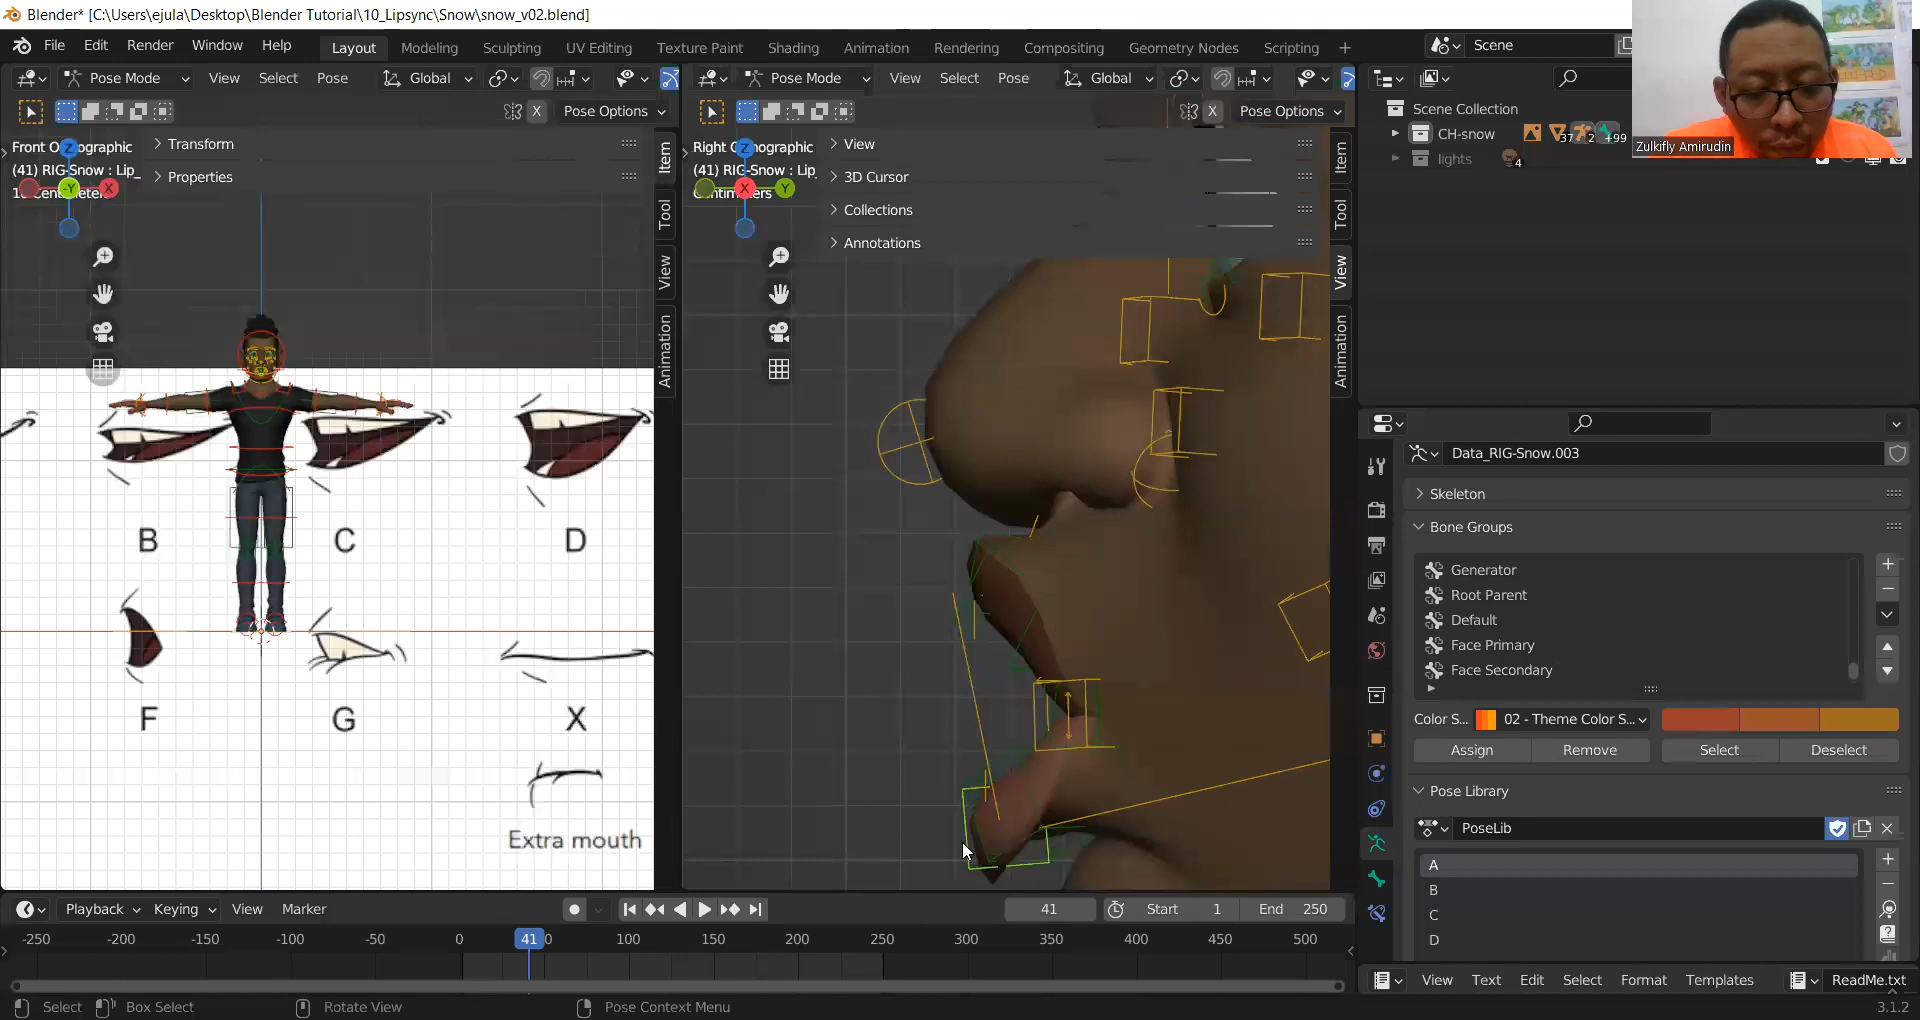 Blender* [C:\Users\ejula\Desktop\Blender Tutorial\10_Lipsync\Snow\snow_v02.blend]
File Edit Render Window Help
Layout Modeling Sculpting UV Editing Texture Paint Shading Animation Rendering Compositing Geometry Nodes Scripting
Scene
Pose Mode View Select Pose Global
Pose Mode View Select Pose Global
X Pose Options
X Pose Options
Scene Collection
CH-snow 37 2 +99
lights 4
Zulkifly Amirudin
Transform
Properties
(41) RIG-Snow : Lip_
Z
-Y
X
Item
Tool
View
Animation
View
3D Cursor
Collections
Annotations
(41) RIG-Snow : Lip_
Z
X
Y
Item
Tool
View
Animation
B
C
D
F
G
X
Extra mouth
Data_RIG-Snow.003
Skeleton
Bone Groups
Generator
Root Parent
Default
Face Primary
Face Secondary
Color S... 02 - Theme Color S...
Assign Remove Select Deselect
Pose Library
PoseLib
A
B
C
D
Playback Keying View Marker
41 Start 1 End 250
-250 -200 -150 -100 -50 0 41 100 150 200 250 300 350 400 450 500
View Text Edit Select Format Templates ReadMe.txt
Select Box Select Rotate View Pose Context Menu 3.1.2